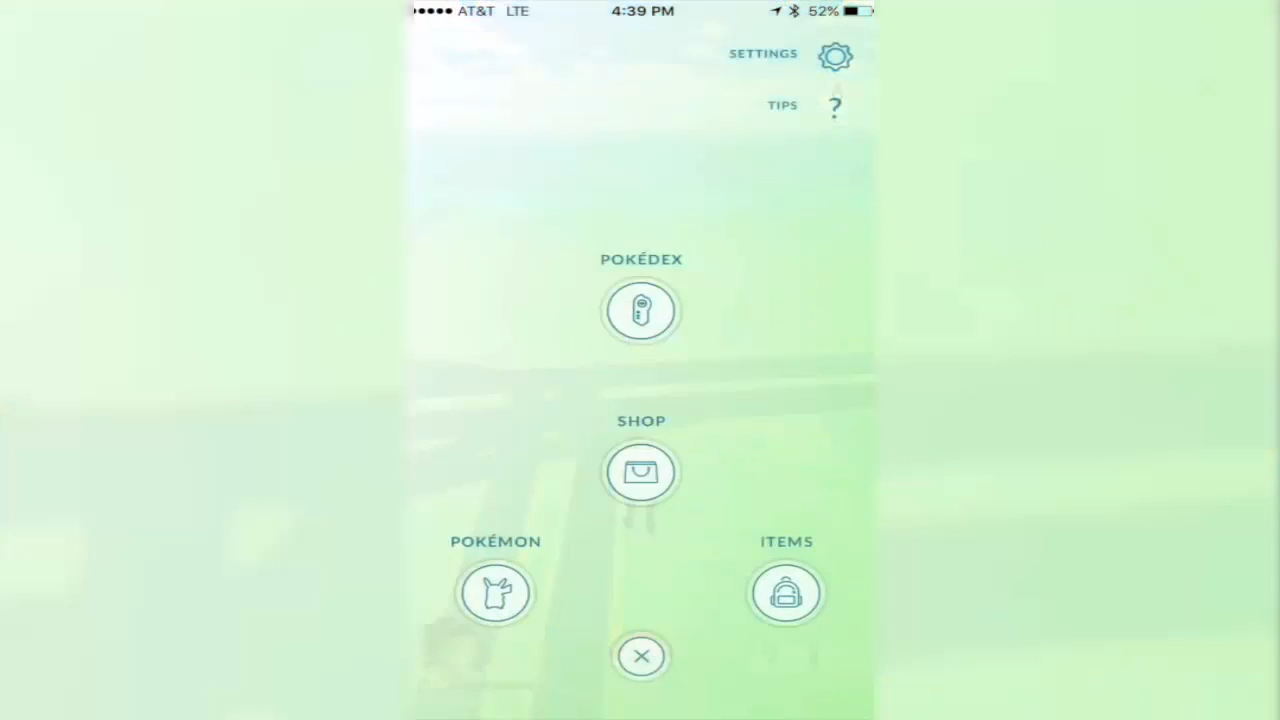 AT&T LTE 4:39 PM 52%
SETTINGS
TIPS ?
POKÉDEX
SHOP
POKÉMON ITEMS